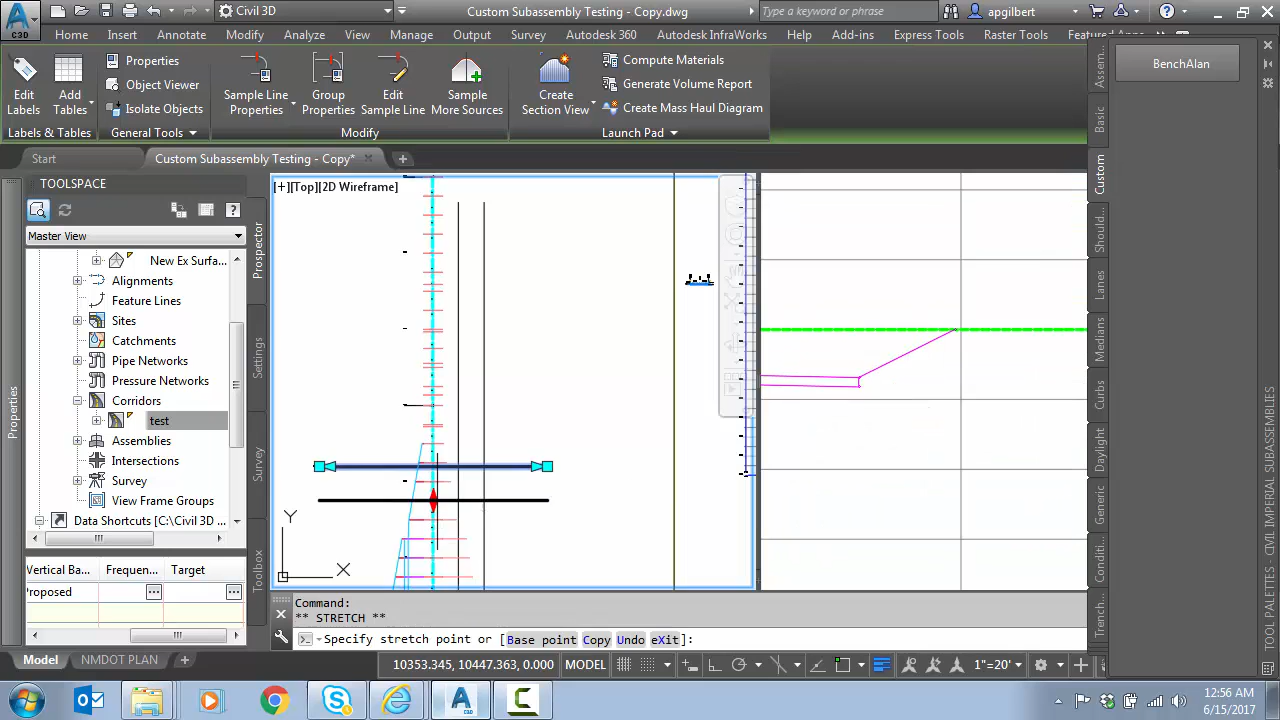 Civil 3D
Custom Subassembly Testing - Copy.dwg
Type a keyword or phrase
apgilbert
C3D
Home Insert Annotate Modify Analyze View Manage Output Survey Autodesk 360 Autodesk InfraWorks Help Add-ins Express Tools Raster Tools Featured Apps
Edit Labels
Add Tables
Properties
Object Viewer
Isolate Objects
Sample Line Properties
Group Properties
Edit Sample Line
Sample More Sources
Create Section View
Compute Materials
Generate Volume Report
Create Mass Haul Diagram
Labels & Tables
General Tools
Modify
Launch Pad
Start
Custom Subassembly Testing - Copy*
TOOLSPACE
Master View
New Ex Surfa...
Alignments
Feature Lines
Sites
Catchments
Pipe Networks
Pressure Networks
Corridors
Assemblies
Intersections
Survey
View Frame Groups
Data Shortcuts [C:\Civil 3D ...
Vertical Ba... Frequen... Target
Proposed
Properties
Prospector
Settings
Survey
Toolbox
[+][Top][2D Wireframe]
Y
X
Command:
** STRETCH **
Specify stretch point or [Base point Copy Undo eXit]:
BenchAlan
Assem...
Basic
Custom
Should...
Lanes
Medians
Curbs
Daylight
Generic
Conditi...
Trench...
TOOL PALETTES - CIVIL IMPERIAL SUBASSEMBLIES
Model
NMDOT PLAN
10353.345, 10447.363, 0.000
MODEL
1"=20'
12:56 AM
6/15/2017